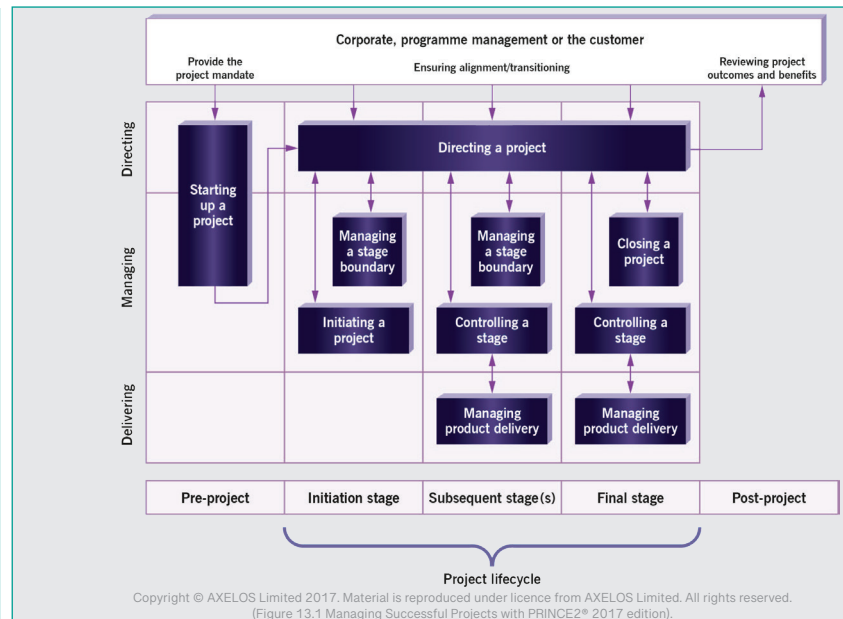 Corporate, programme management or the customer
Provide the
project mandate
Ensuring alignment/transitioning
Reviewing project
outcomes and benefits
Directing
Managing
Delivering
Starting
up a
project
Directing a project
Managing
a stage
boundary
Managing
a stage
boundary
Closing a
project
Initiating a
project
Controlling a
stage
Controlling a
stage
Managing
product delivery
Managing
product delivery
Pre-project
Initiation stage
Subsequent stage(s)
Final stage
Post-project
Project lifecycle
Copyright © AXELOS Limited 2017. Material is reproduced under licence from AXELOS Limited. All rights reserved.
(Figure 13.1 Managing Successful Projects with PRINCE2® 2017 edition).